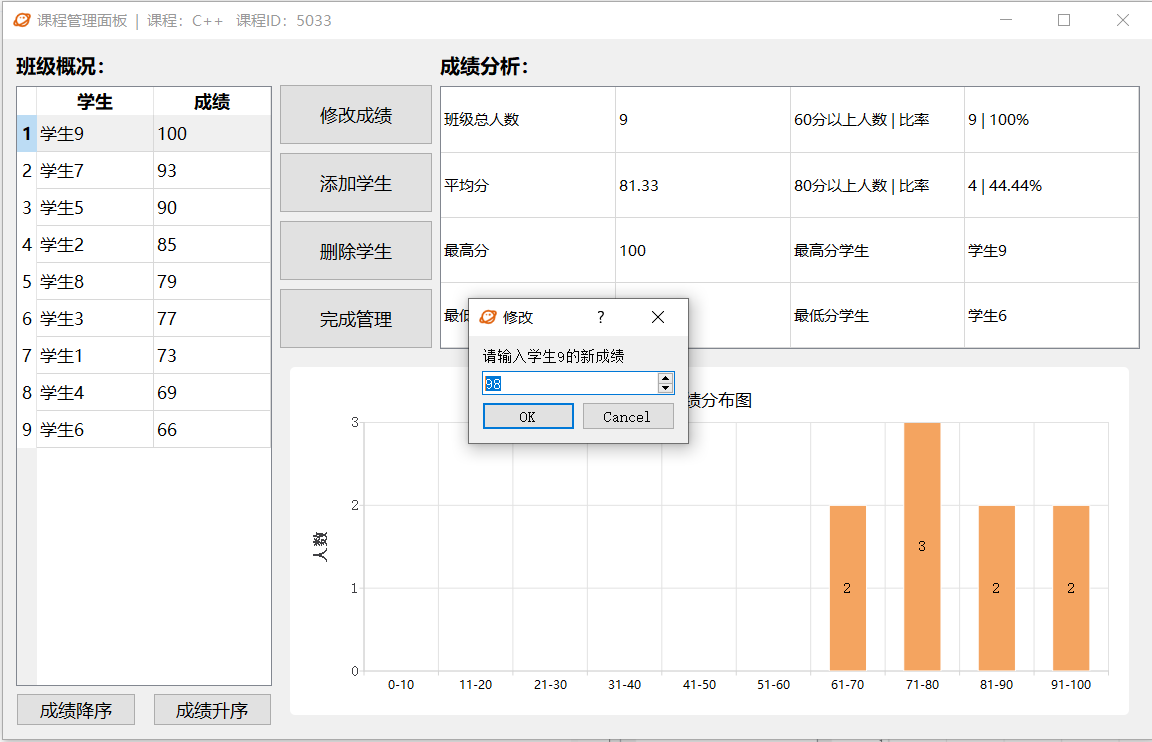 课程管理面板 | 课程：C++ 课程ID：5033
班级概况：
学生 成绩
1 学生9 100
2 学生7 93
3 学生5 90
4 学生2 85
5 学生8 79
6 学生3 77
7 学生1 73
8 学生4 69
9 学生6 66
成绩降序 成绩升序
修改成绩
添加学生
删除学生
完成管理
成绩分析：
班级总人数 9 60分以上人数 | 比率 9 | 100%
平均分 81.33 80分以上人数 | 比率 4 | 44.44%
最高分 100 最高分学生 学生9
最低 最低分学生 学生6
修改 ?
请输入学生9的新成绩
98
OK Cancel
绩分布图
人数
3
2
1
0
2 3 2 2
0-10 11-20 21-30 31-40 41-50 51-60 61-70 71-80 81-90 91-100